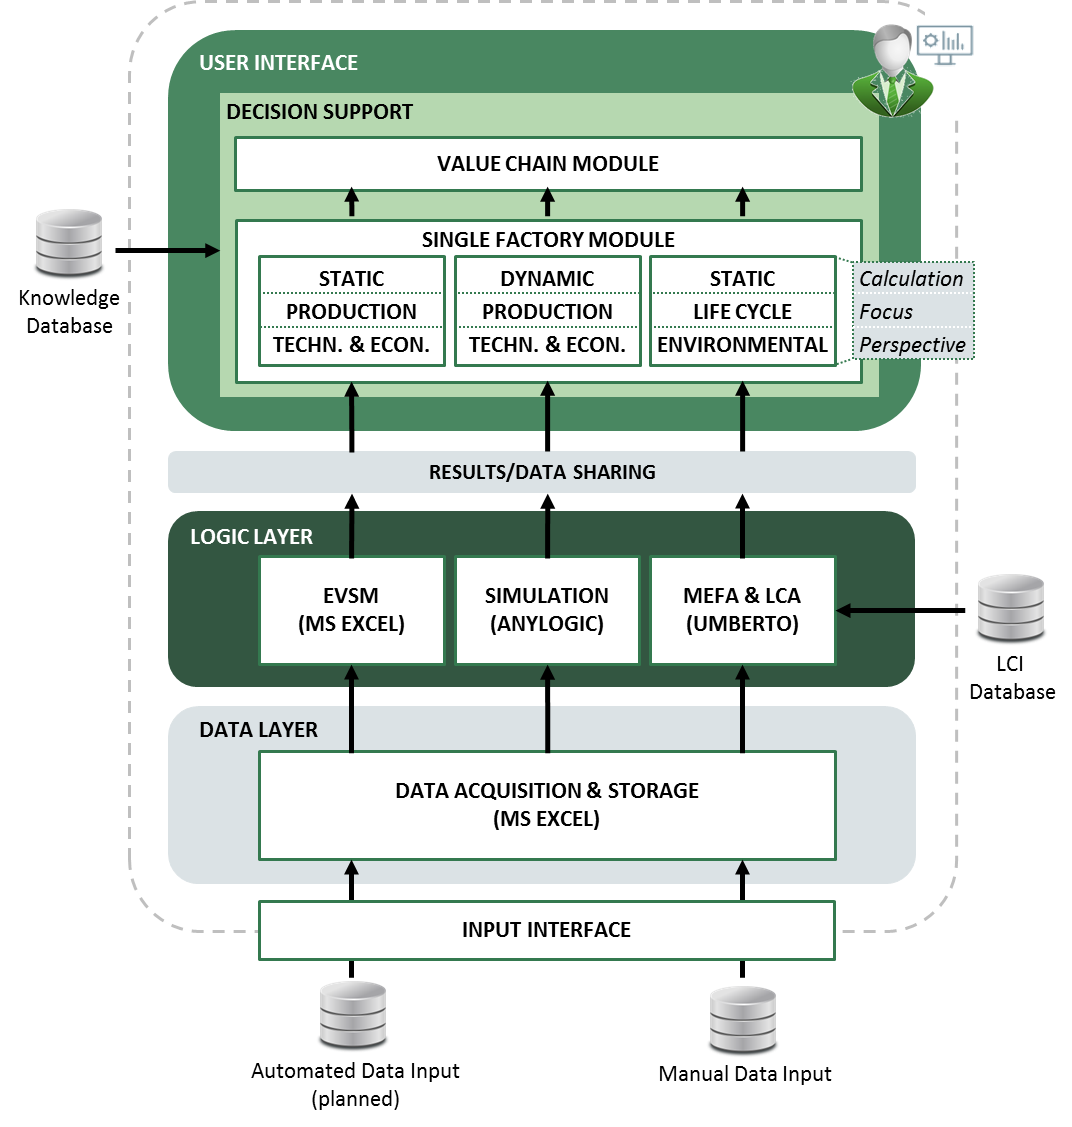 USER INTERFACE
DECISION SUPPORT
VALUE CHAIN MODULE
SINGLE FACTORY MODULE
STATIC
PRODUCTION
TECHN. & ECON.
DYNAMIC
PRODUCTION
TECHN. & ECON.
STATIC
LIFE CYCLE
ENVIRONMENTAL
Calculation
Focus
Perspective
Knowledge
Database
RESULTS/DATA SHARING
LOGIC LAYER
EVSM
(MS EXCEL)
SIMULATION
(ANYLOGIC)
MEFA & LCA
(UMBERTO)
LCI
Database
DATA LAYER
DATA ACQUISITION & STORAGE
(MS EXCEL)
INPUT INTERFACE
Automated Data Input
(planned)
Manual Data Input